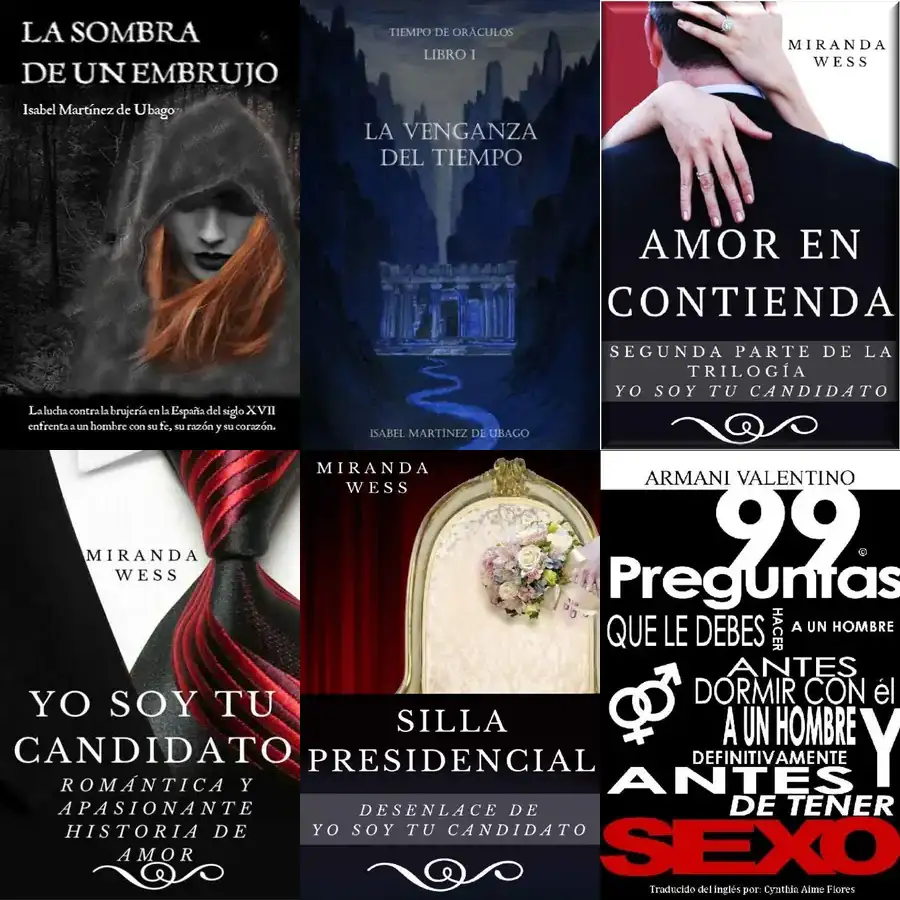 LA SOMBRA
DE UN EMBRUJO
Isabel Martínez de Ubago
La lucha contra la brujería en la España del siglo XVII
enfrenta a un hombre con su fe, su razón y su corazón.
TIEMPO DE ORÁCULOS
LIBRO I
LA VENGANZA
DEL TIEMPO
ISABEL MARTÍNEZ DE UBAGO
MIRANDA
WESS
AMOR EN
CONTIENDA
SEGUNDA PARTE DE LA
TRILOGÍA
YO SOY TU CANDIDATO
MIRANDA
WESS
YO SOY TU
CANDIDATO
ROMÁNTICA Y
APASIONANTE
HISTORIA DE
AMOR
MIRANDA
WESS
SILLA
PRESIDENCIAL
DESENLACE DE
YO SOY TU CANDIDATO
ARMANI VALENTINO
99
©
Preguntas
QUE LE DEBES HACER A UN HOMBRE
ANTES
DORMIR CON él
A UN HOMBRE Y
DEFINITIVAMENTE
ANTES
DE TENER
SEXO
Traducido del inglés por: Cynthia Aime Flores